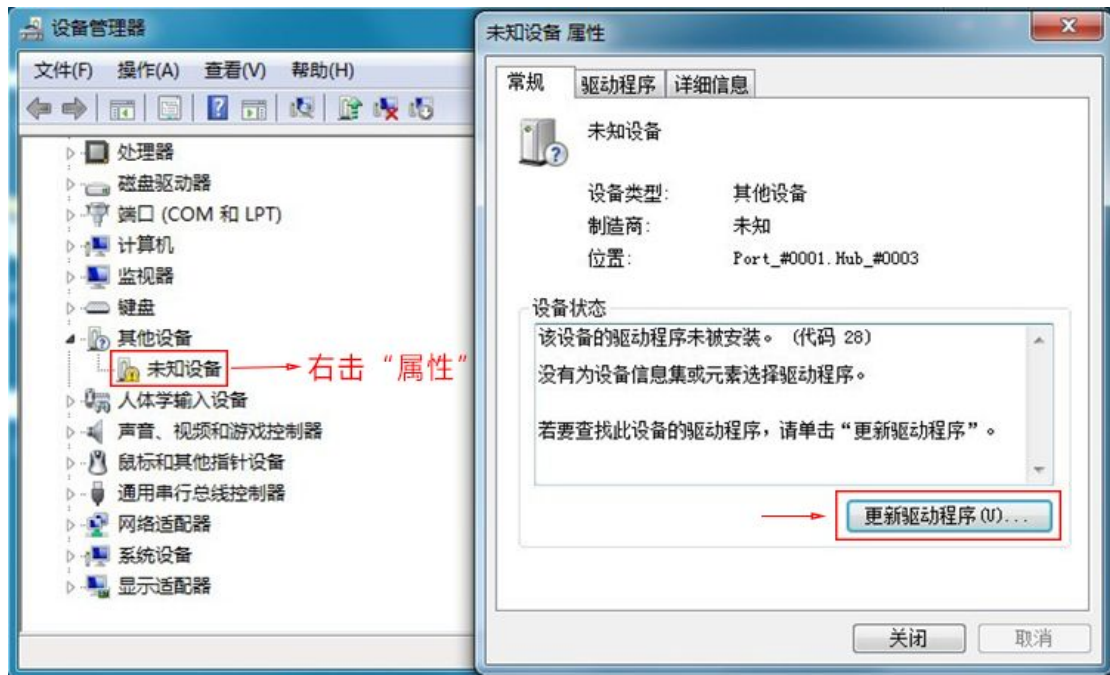 设备管理器
文件(F) 操作(A) 查看(V) 帮助(H)
处理器
磁盘驱动器
端口 (COM 和 LPT)
计算机
监视器
键盘
其他设备
未知设备
右击“属性”
人体学输入设备
声音、视频和游戏控制器
鼠标和其他指针设备
通用串行总线控制器
网络适配器
系统设备
显示适配器
未知设备 属性
常规 驱动程序 详细信息
未知设备
设备类型: 其他设备
制造商: 未知
位置: Port_#0001.Hub_#0003
设备状态
该设备的驱动程序未被安装。 (代码 28)
没有为设备信息集或元素选择驱动程序。
若要查找此设备的驱动程序，请单击“更新驱动程序”。
更新驱动程序(U)...
关闭 取消